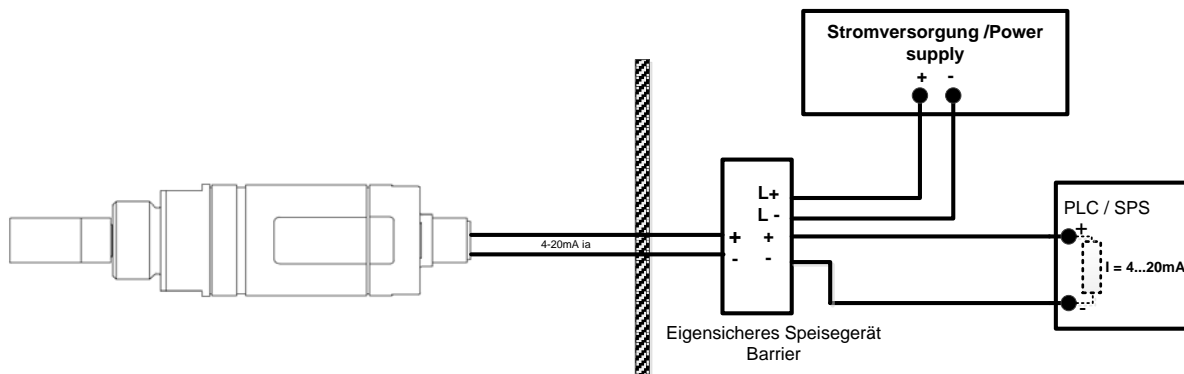 Stromversorgung /Power
supply
+ -
L+
L -
+ +
- -
4-20mA ia
PLC / SPS
+
I = 4...20mA
-
Eigensicheres Speisegerät
Barrier